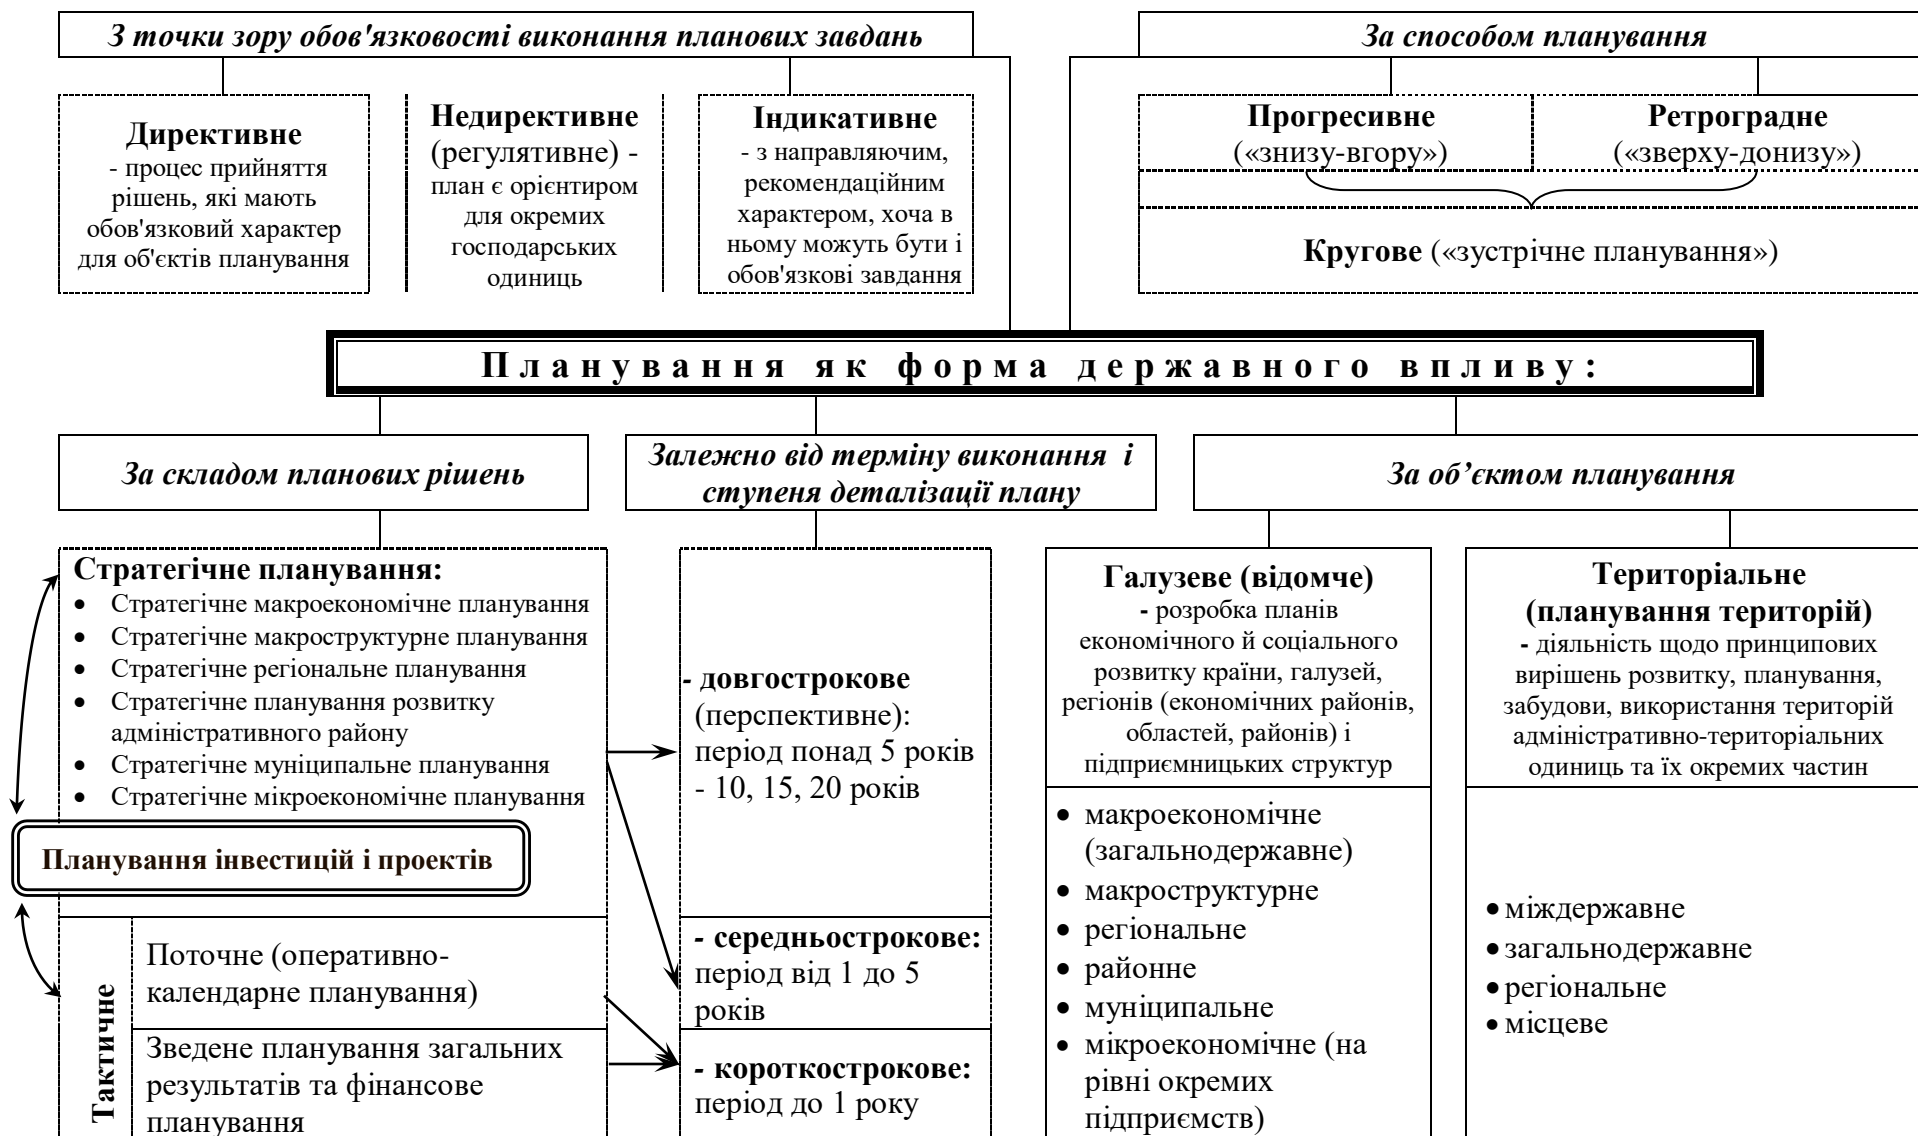 З точки зору обов'язковості виконання планових завдань
Директивне
- процес прийняття
рішень, які мають
обов'язковий характер
для об'єктів планування
Недирективне
(регулятивне) -
план є орієнтиром
для окремих
господарських
одиниць
Індикативне
- з направляючим,
рекомендаційним
характером, хоча в
ньому можуть бути і
обов'язкові завдання
За способом планування
Прогресивне
(«знизу-вгору»)
Ретроградне
(«зверху-донизу»)
Кругове («зустрічне планування»)
Планування як форма державного впливу:
За складом планових рішень
Стратегічне планування:
• Стратегічне макроекономічне планування
• Стратегічне макроструктурне планування
• Стратегічне регіональне планування
• Стратегічне планування розвитку
адміністративного району
• Стратегічне муніципальне планування
• Стратегічне мікроекономічне планування
Планування інвестицій і проектів
Тактичне
Поточне (оперативно-
календарне планування)
Зведене планування загальних
результатів та фінансове
планування
Залежно від терміну виконання і
ступеня деталізації плану
- довгострокове
(перспективне):
період понад 5 років
- 10, 15, 20 років
- середньострокове:
період від 1 до 5
років
- короткострокове:
період до 1 року
За об’єктом планування
Галузеве (відомче)
- розробка планів
економічного й соціального
розвитку країни, галузей,
регіонів (економічних районів,
областей, районів) і
підприємницьких структур
• макроекономічне
(загальнодержавне)
• макроструктурне
• регіональне
• районне
• муніципальне
• мікроекономічне (на
рівні окремих
підприємств)
Територіальне
(планування територій)
- діяльність щодо принципових
вирішень розвитку, планування,
забудови, використання територій
адміністративно-територіальних
одиниць та їх окремих частин
• міждержавне
• загальнодержавне
• регіональне
• місцеве